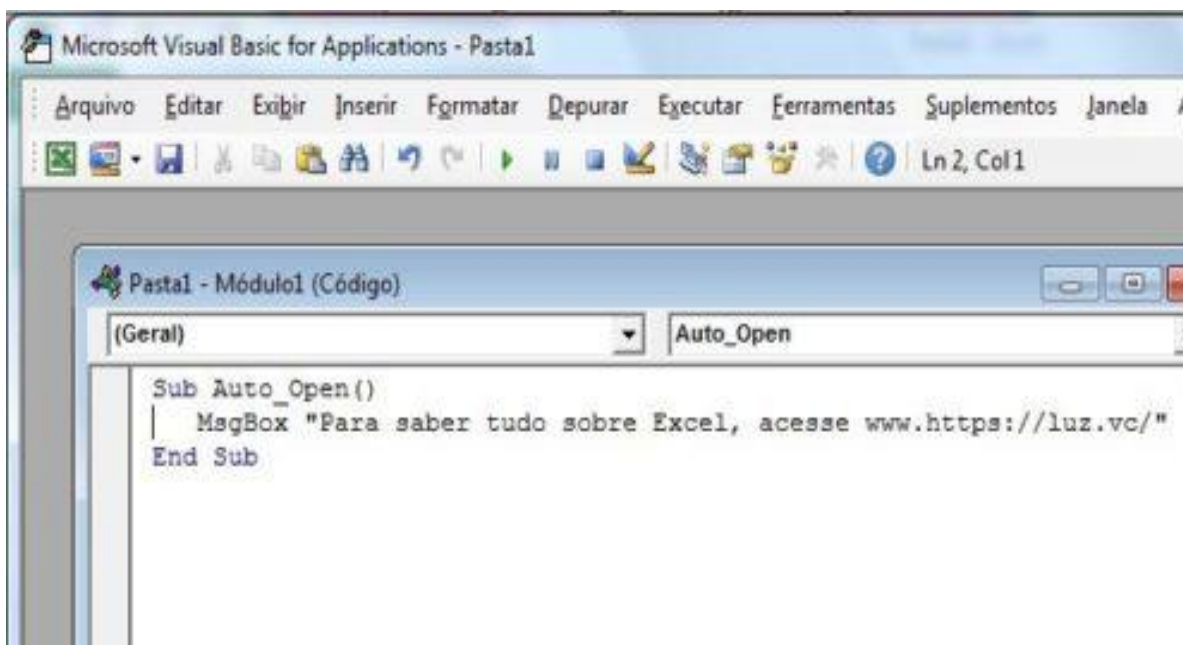 Microsoft Visual Basic for Applications - Pasta1
Arquivo Editar Exibir Inserir Formatar Depurar Executar Ferramentas Suplementos Janela
Ln 2, Col 1
Pasta1 - Módulo1 (Código)
(Geral) Auto_Open
Sub Auto_Open()
MsgBox "Para saber tudo sobre Excel, acesse www.https://luz.vc/"
End Sub